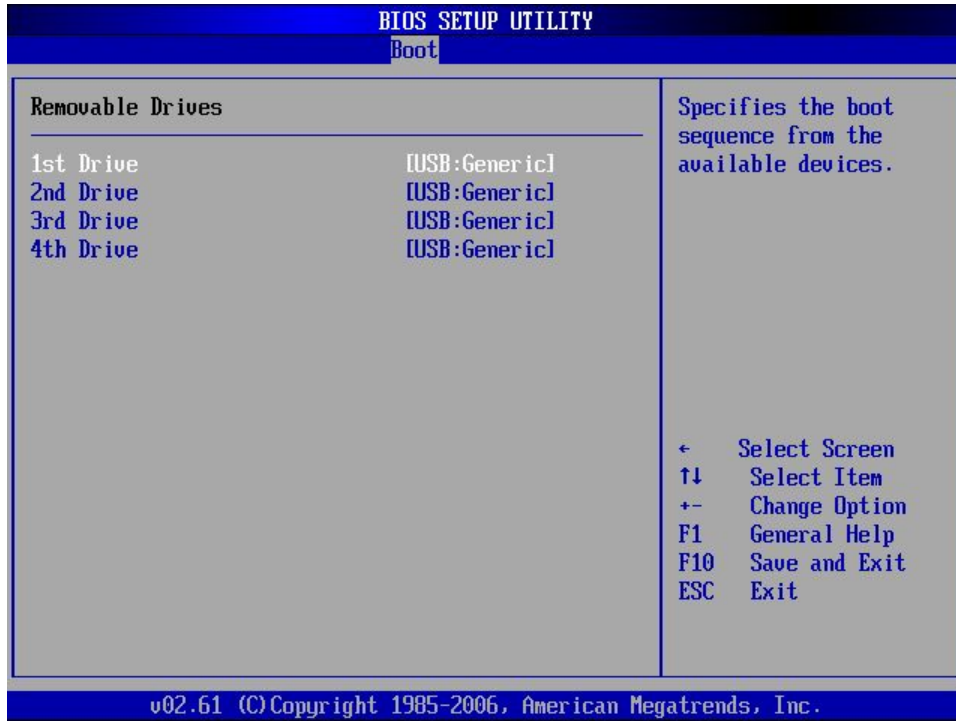 BIOS SETUP UTILITY
Boot
Removable Drives
1st Drive [USB:Generic]
2nd Drive [USB:Generic]
3rd Drive [USB:Generic]
4th Drive [USB:Generic]
Specifies the boot
sequence from the
available devices.
← Select Screen
↑↓ Select Item
+- Change Option
F1 General Help
F10 Save and Exit
ESC Exit
v02.61 (C)Copyright 1985-2006, American Megatrends, Inc.